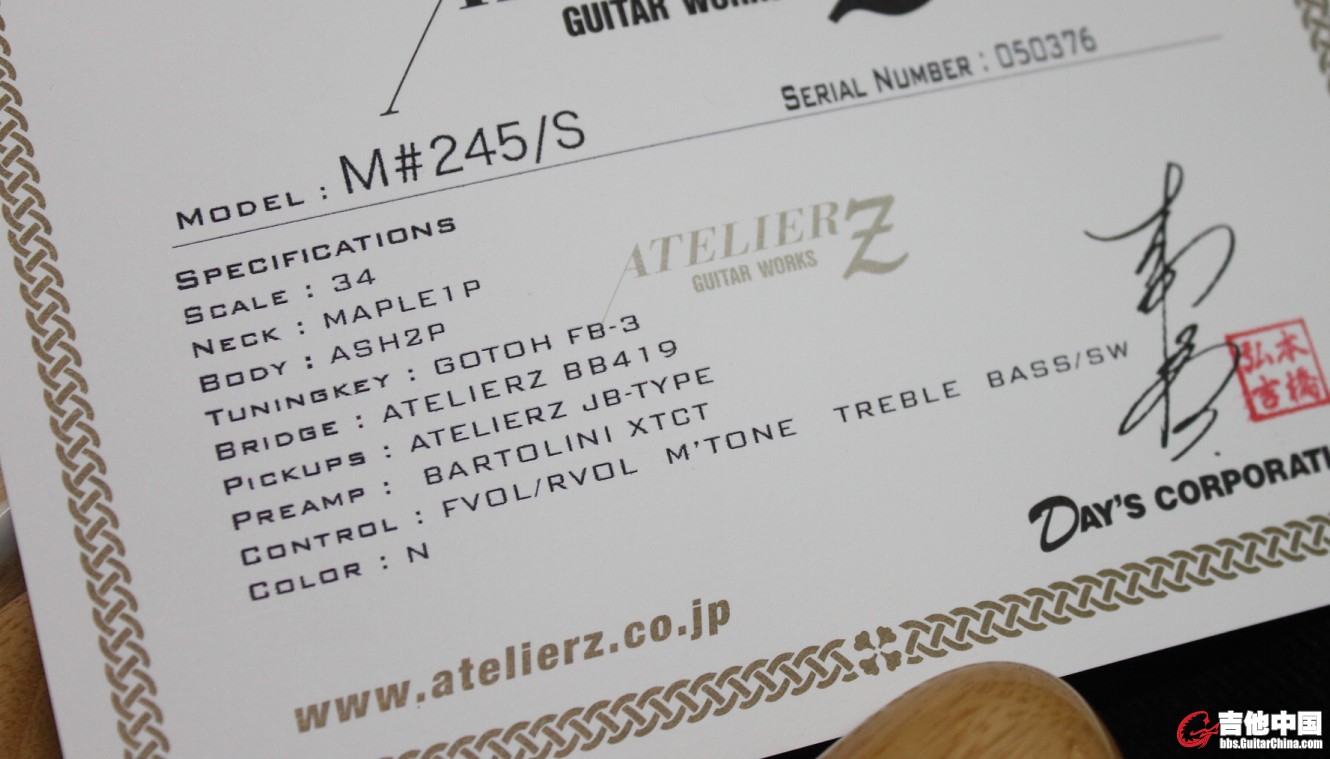 GUITAR WORKS
SERIAL NUMBER : 050376
MODEL : M#245/S
SPECIFICATIONS
SCALE : 34
NECK : MAPLE1P
BODY : ASH2P
TUNINGKEY : GOTOH FB-3
BRIDGE : ATELIERZ BB419
PICKUPS : ATELIERZ JB-TYPE
PREAMP : BARTOLINI XTCT
CONTROL : FVOL/RVOL M'TONE TREBLE BASS/SW
COLOR : N
ATELIER Z
GUITAR WORKS
本橋
弘吉
DAY'S CORPORATI
www.atelierz.co.jp
吉他中国
bbs.GuitarChina.com